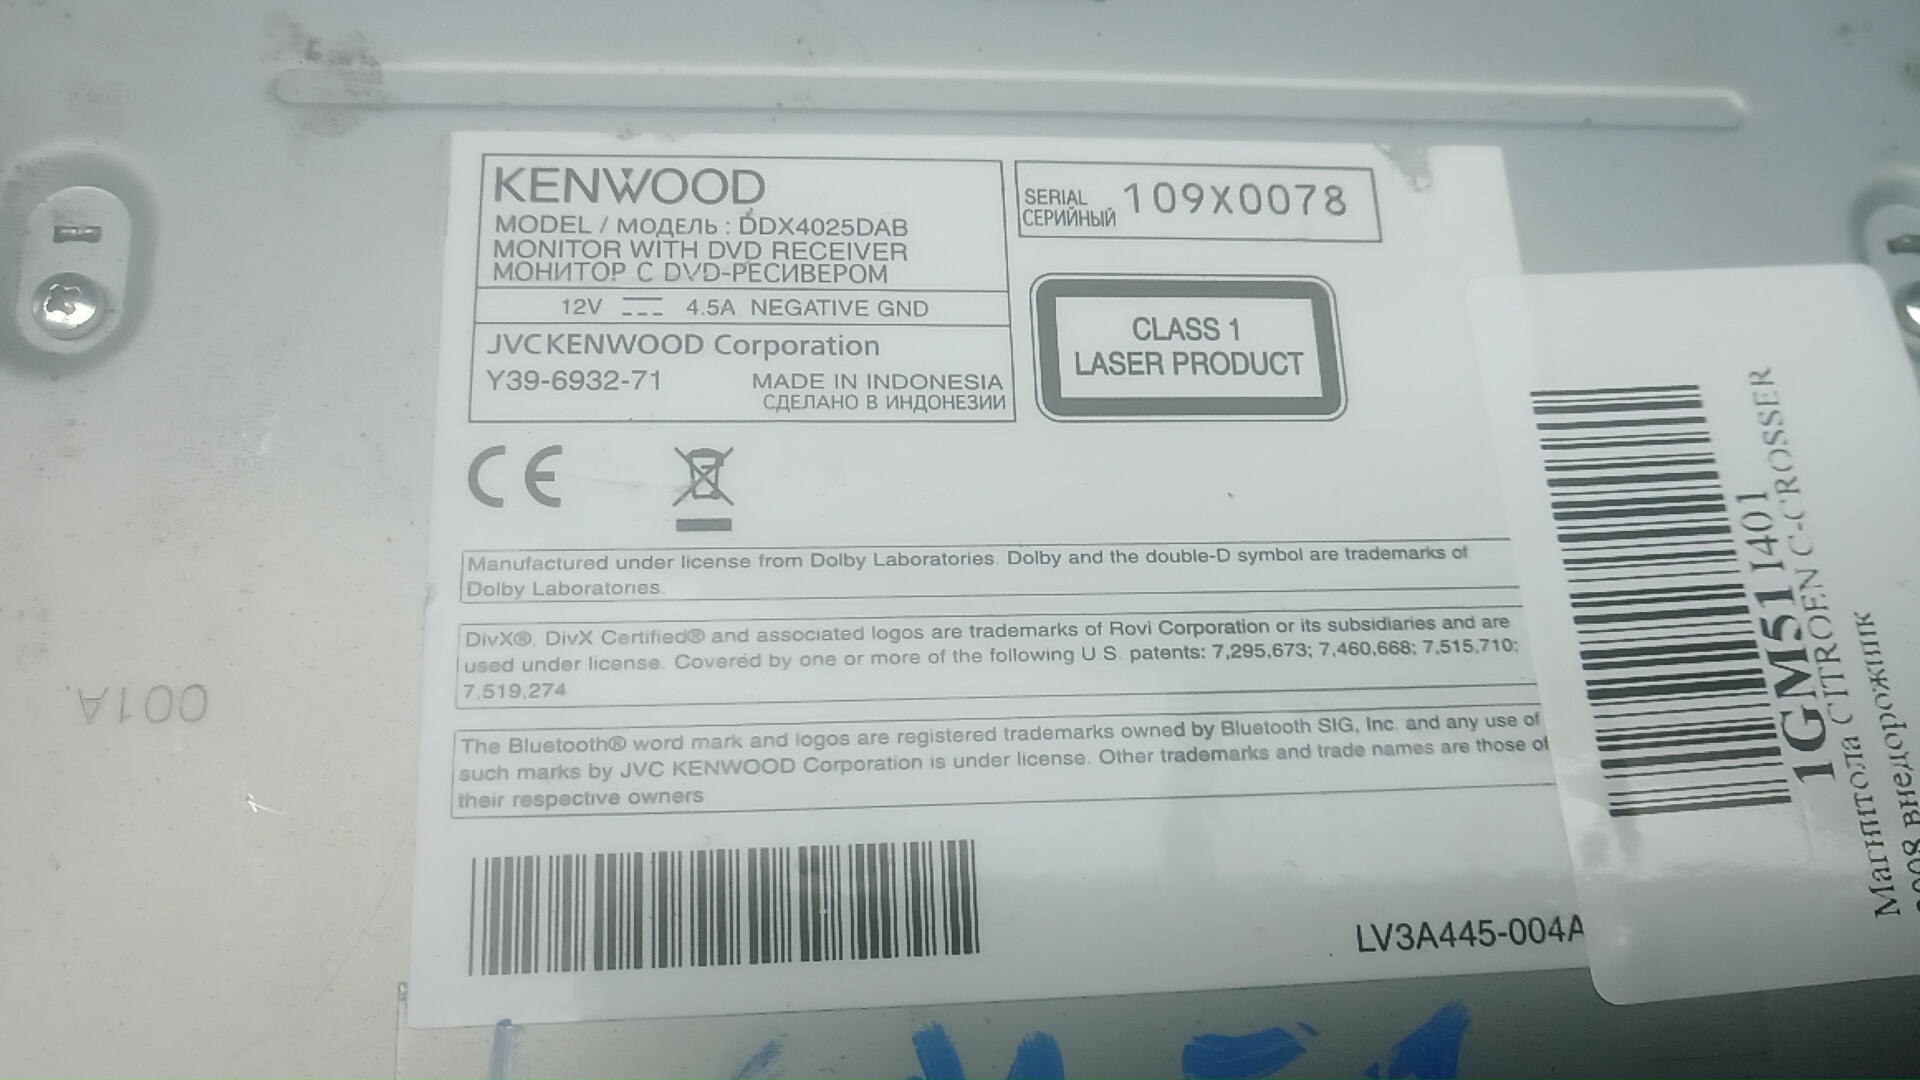 KENWOOD
MODEL / МОДЕЛЬ : DDX4025DAB
MONITOR WITH DVD RECEIVER
МОНИТОР С DVD-РЕСИВЕРОМ
12V 4.5A NEGATIVE GND
JVCKENWOOD Corporation
Y39-6932-71
MADE IN INDONESIA
СДЕЛАНО В ИНДОНЕЗИИ
SERIAL
СЕРИЙНЫЙ
109X0078
CLASS 1
LASER PRODUCT
CE
Manufactured under license from Dolby Laboratories. Dolby and the double-D symbol are trademarks of
Dolby Laboratories.
DivX®, DivX Certified® and associated logos are trademarks of Rovi Corporation or its subsidiaries and are
used under license. Covered by one or more of the following U.S. patents: 7,295,673; 7,460,668; 7,515,710;
7,519,274
The Bluetooth® word mark and logos are registered trademarks owned by Bluetooth SIG, Inc. and any use of
such marks by JVC KENWOOD Corporation is under license. Other trademarks and trade names are those of
their respective owners
LV3A445-004A
001A.
1GM51 I401
CITROEN C-CROSSER
Магнитола
внедорожник